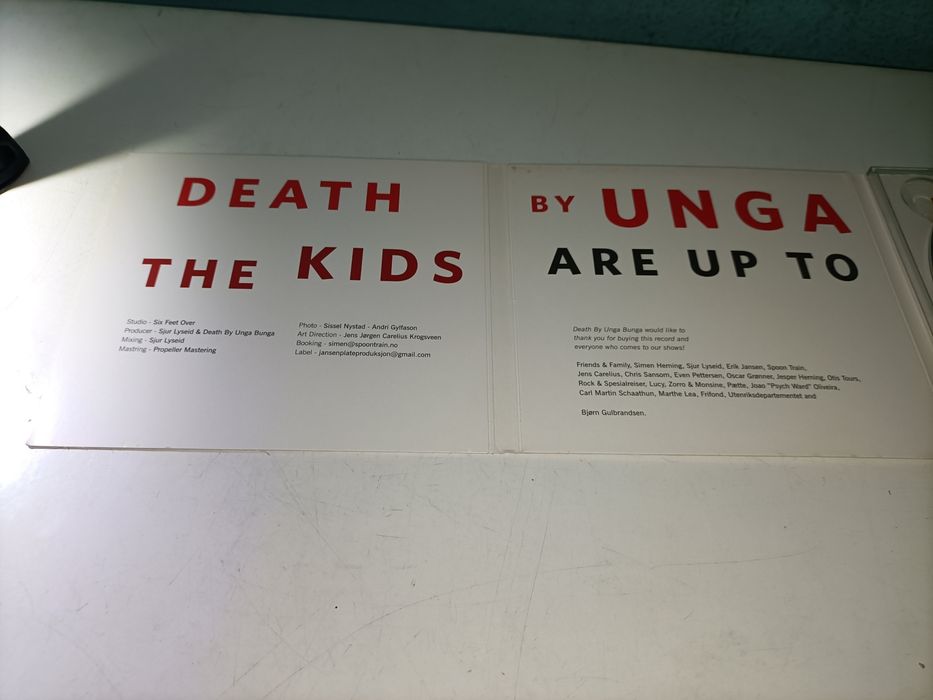 DEATH
THE KIDS
Studio - Six Feet Over
Producer - Sjur Lyseid & Death By Unga Bunga
Mixing - Sjur Lyseid
Mastring - Propeller Mastering
Photo - Sissel Nystad - Andri Gylfason
Art Direction - Jens Jørgen Carelius Krogsveen
Booking - simen@spoontrain.no
Label - jansenplateproduksjon@gmail.com
BY UNGA
ARE UP TO
Death By Unga Bunga would like to
thank you for buying this record and
everyone who comes to our shows!
Friends & Family, Simen Herning, Sjur Lyseid, Erik Jansen, Spoon Train,
Jens Carelius, Chris Sansom, Even Pettersen, Oscar Grønner, Jesper Herning, Otis Tours,
Rock & Spesialreiser, Lucy, Zorro & Monsine, Pætte, Joao "Psych Ward" Oliveira,
Carl Martin Schaathun, Marthe Lea, Frifond, Utenriksdepartementet and
Bjørn Gulbrandsen.